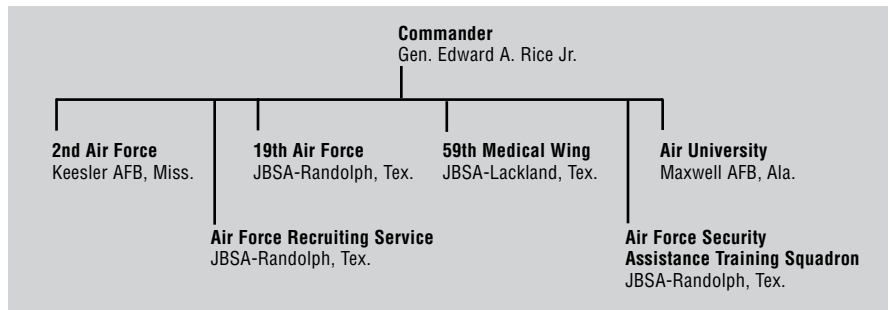 Commander
Gen. Edward A. Rice Jr.
2nd Air Force
Keesler AFB, Miss.
19th Air Force
JBSA-Randolph, Tex.
59th Medical Wing
JBSA-Lackland, Tex.
Air University
Maxwell AFB, Ala.
Air Force Recruiting Service
JBSA-Randolph, Tex.
Air Force Security
Assistance Training Squadron
JBSA-Randolph, Tex.